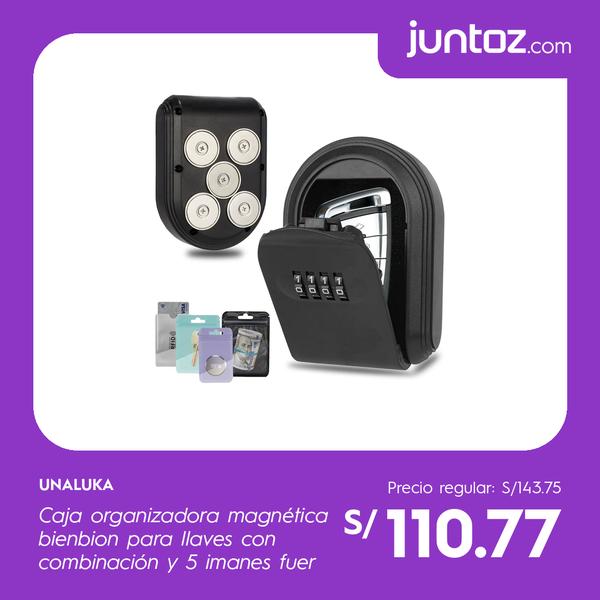 juntoz.com
UNALUKA
Caja organizadora magnética
bienbion para llaves con
combinación y 5 imanes fuer
Precio regular: S/143.75
S/110.77